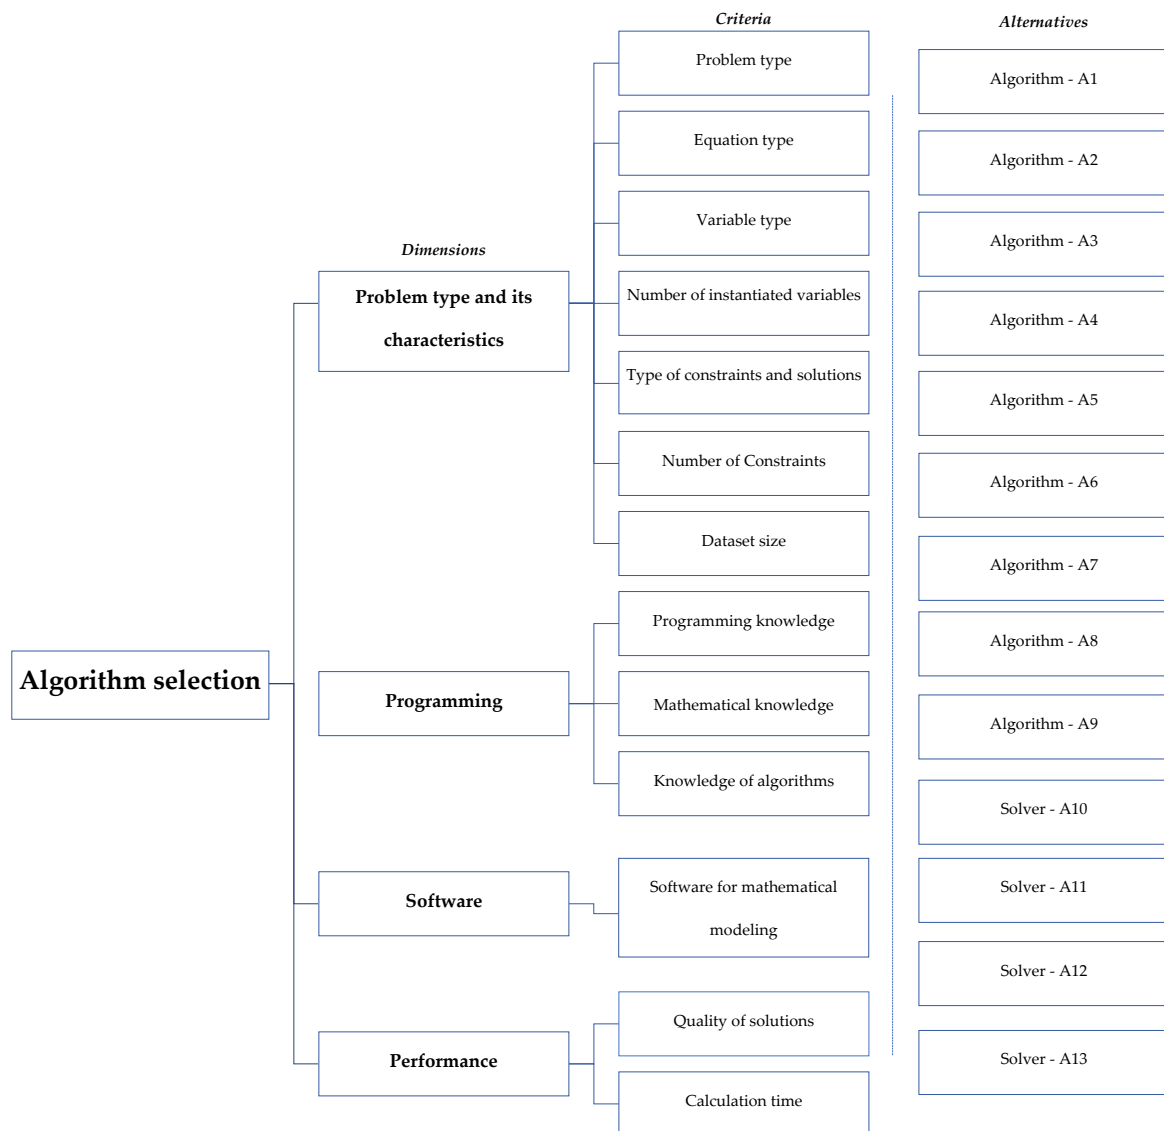 Criteria
Alternatives
Problem type
Algorithm - A1
Equation type
Algorithm - A2
Variable type
Algorithm - A3
Dimensions
Problem type and its
characteristics
Number of instantiated variables
Algorithm - A4
Type of constraints and solutions
Algorithm - A5
Number of Constraints
Algorithm - A6
Dataset size
Algorithm - A7
Programming knowledge
Algorithm - A8
Algorithm selection
Programming
Mathematical knowledge
Algorithm - A9
Knowledge of algorithms
Solver - A10
Software
Software for mathematical
modeling
Solver - A11
Solver - A12
Quality of solutions
Performance
Solver - A13
Calculation time